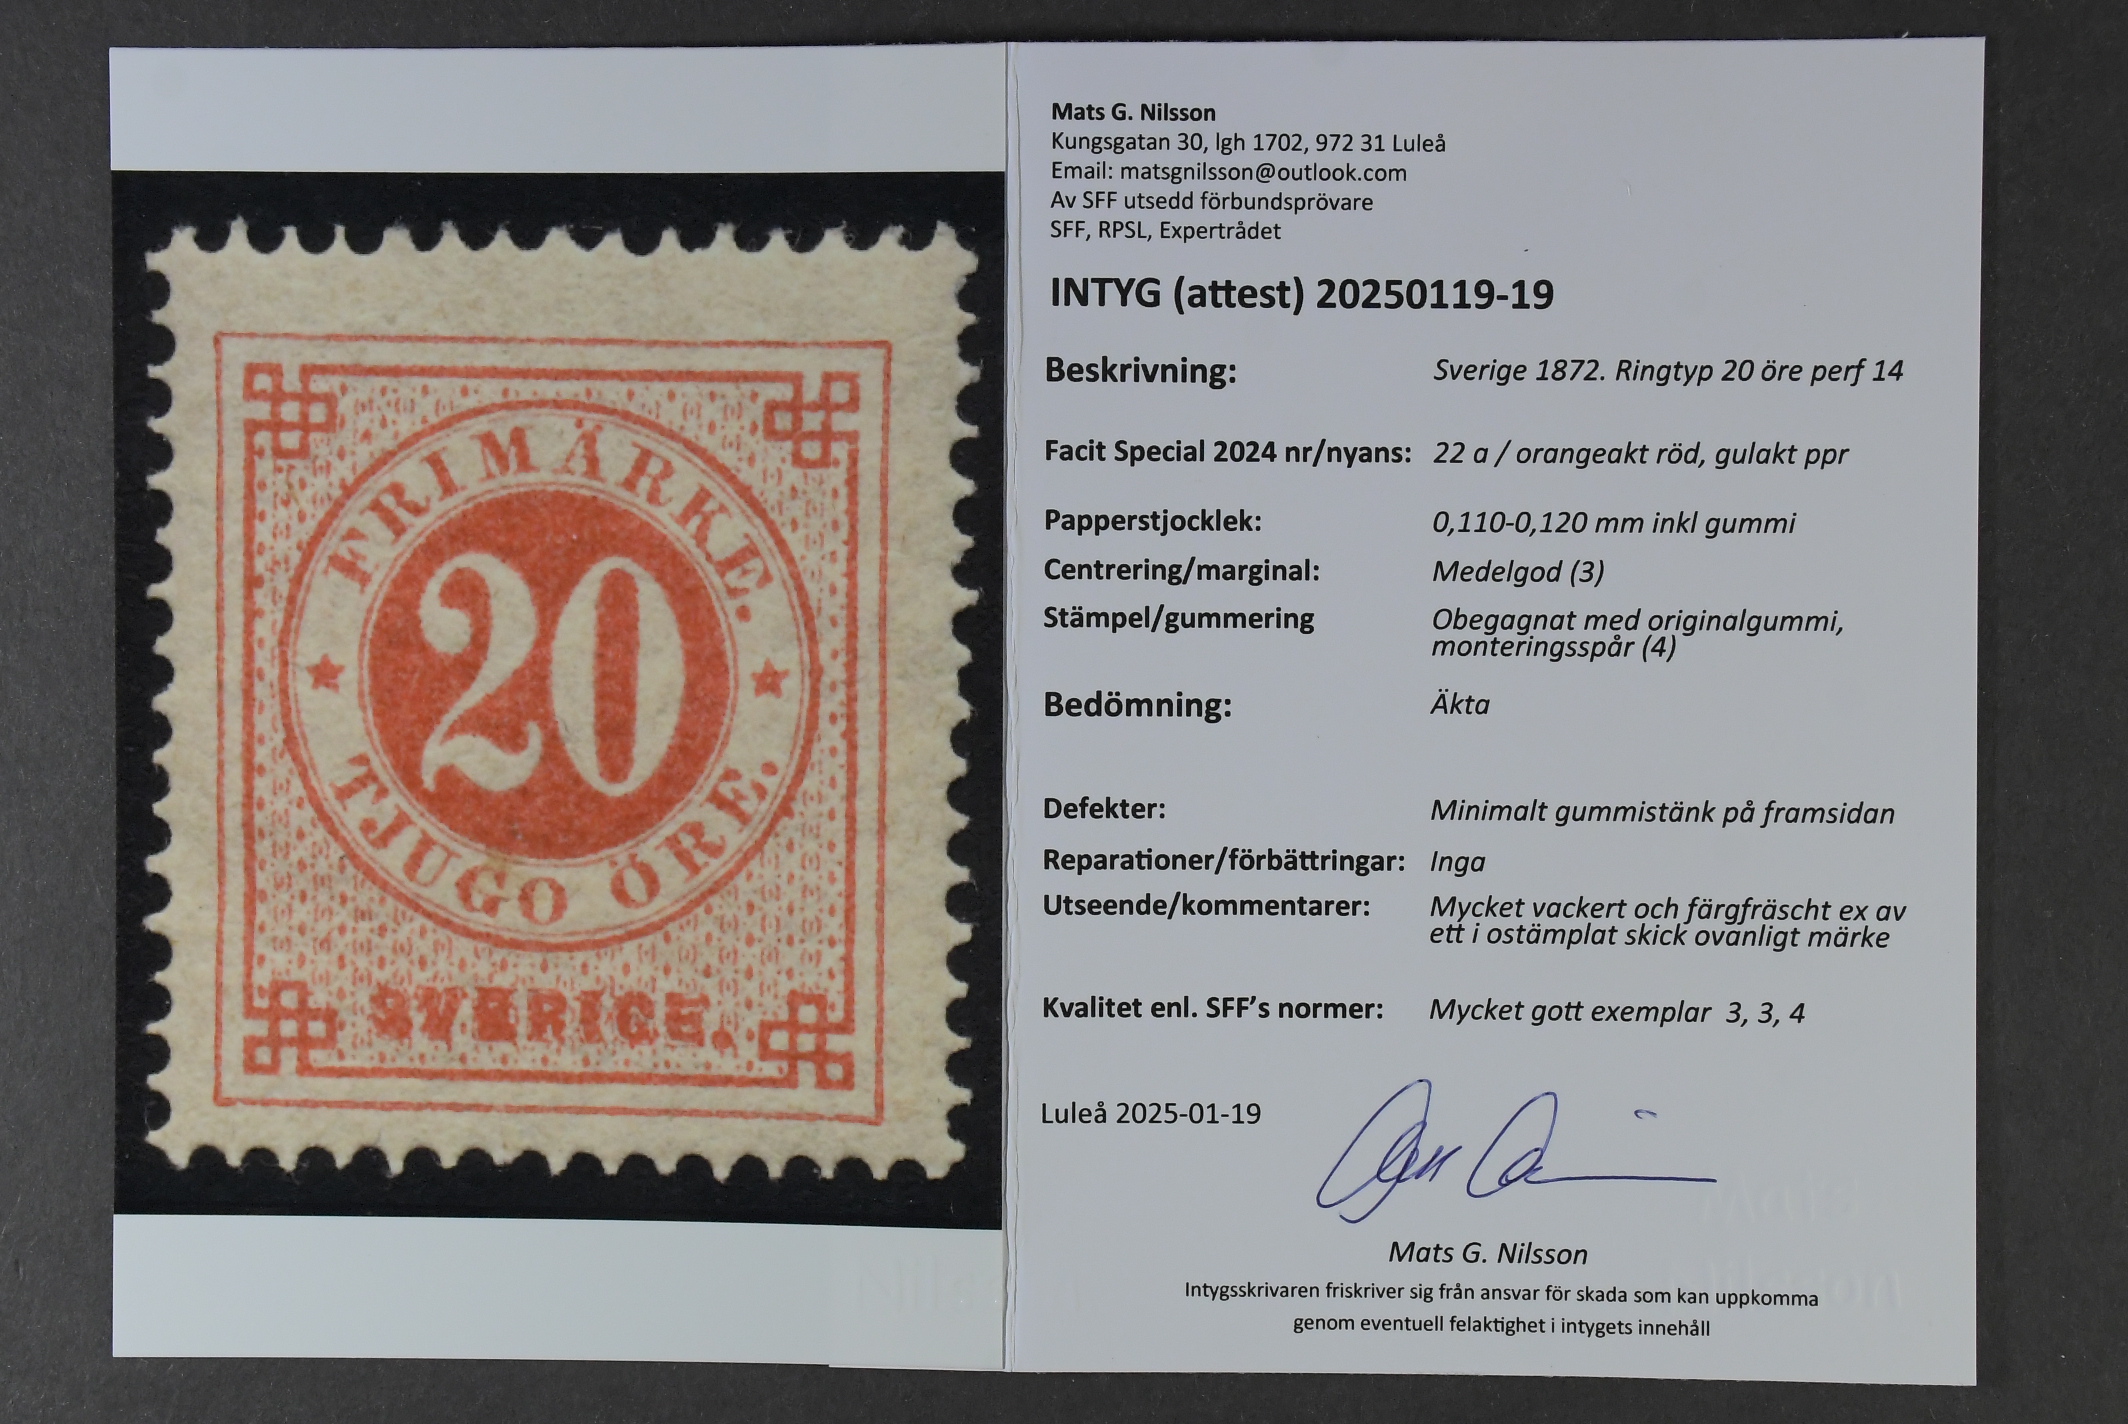 FRIMÄRKE.
20
TJUGO ÖRE.
SVERIGE.
Mats G. Nilsson
Kungsgatan 30, lgh 1702, 972 31 Luleå
Email: matsgnilsson@outlook.com
Av SFF utsedd förbundsprövare
SFF, RPSL, Expertrådet
INTYG (attest) 20250119-19
Beskrivning: Sverige 1872. Ringtyp 20 öre perf 14
Facit Special 2024 nr/nyans: 22 a / orangeakt röd, gulakt ppr
Papperstjocklek: 0,110-0,120 mm inkl gummi
Centrering/marginal: Medelgod (3)
Stämpel/gummering Obegagnat med originalgummi,
monteringsspår (4)
Bedömning: Äkta
Defekter: Minimalt gummistänk på framsidan
Reparationer/förbättringar: Inga
Utseende/kommentarer: Mycket vackert och färgfräscht ex av
ett i ostämplat skick ovanligt märke
Kvalitet enl. SFF's normer: Mycket gott exemplar 3, 3, 4
Luleå 2025-01-19
Mats G. Nilsson
Intygsskrivaren friskriver sig från ansvar för skada som kan uppkomma
genom eventuell felaktighet i intygets innehåll